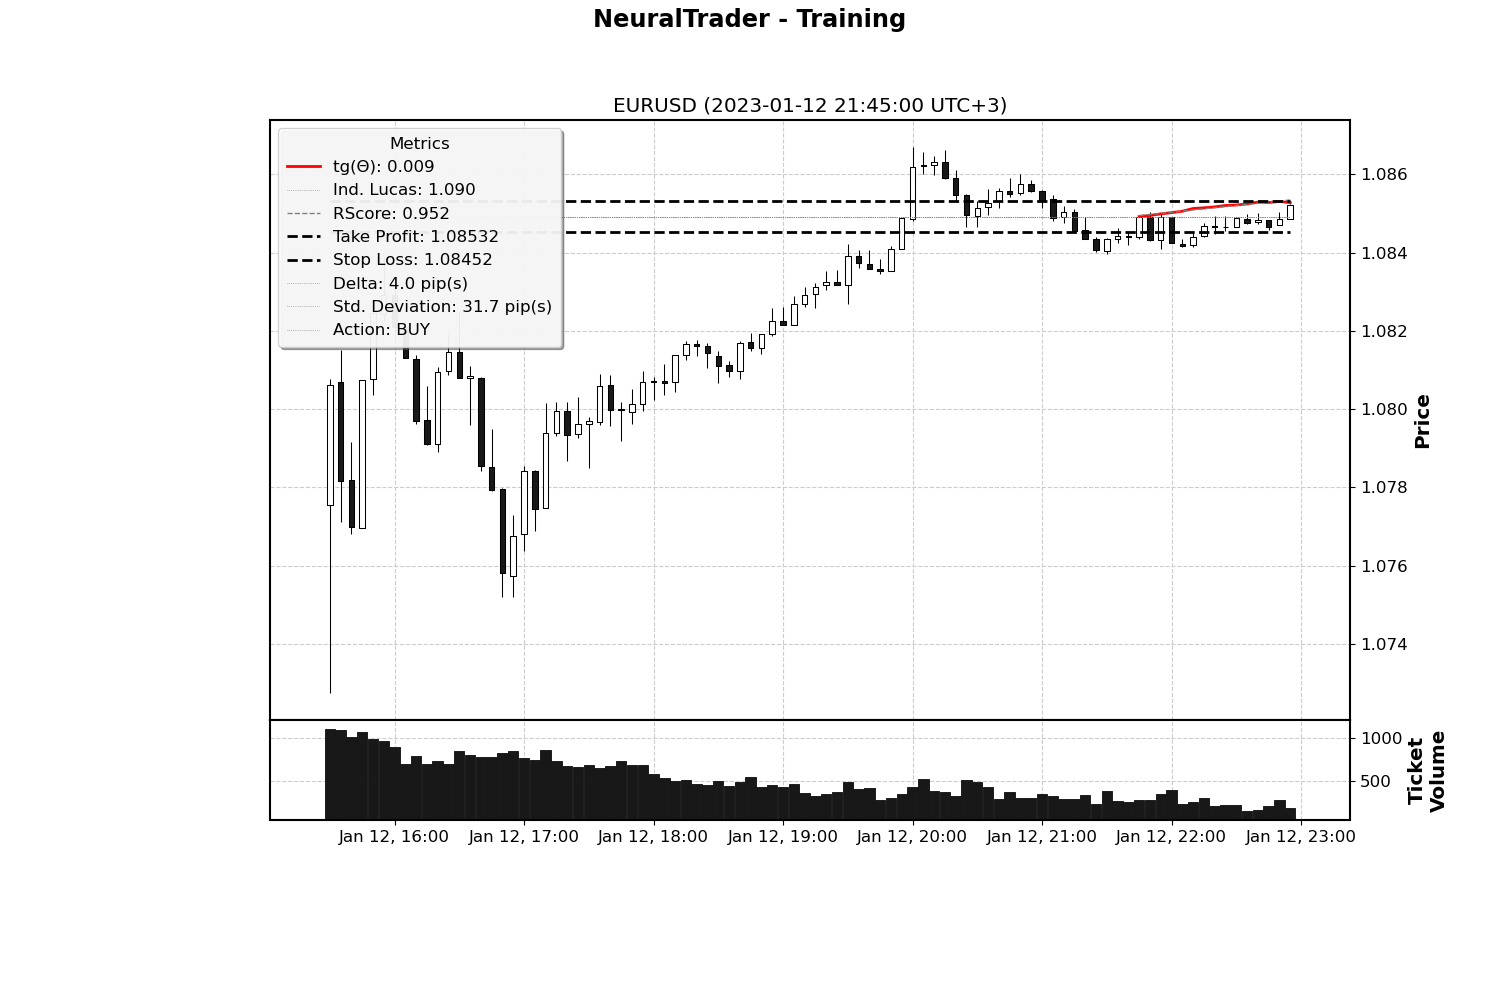 NeuralTrader - Training
EURUSD (2023-01-12 21:45:00 UTC+3)
Metrics
tg(Θ): 0.009
Ind. Lucas: 1.090
RScore: 0.952
Take Profit: 1.08532
Stop Loss: 1.08452
Delta: 4.0 pip(s)
Std. Deviation: 31.7 pip(s)
Action: BUY
1.086
1.084
1.082
1.080
1.078
1.076
1.074
Price
1000
500
Ticket
Volume
Jan 12, 16:00
Jan 12, 17:00
Jan 12, 18:00
Jan 12, 19:00
Jan 12, 20:00
Jan 12, 21:00
Jan 12, 22:00
Jan 12, 23:00